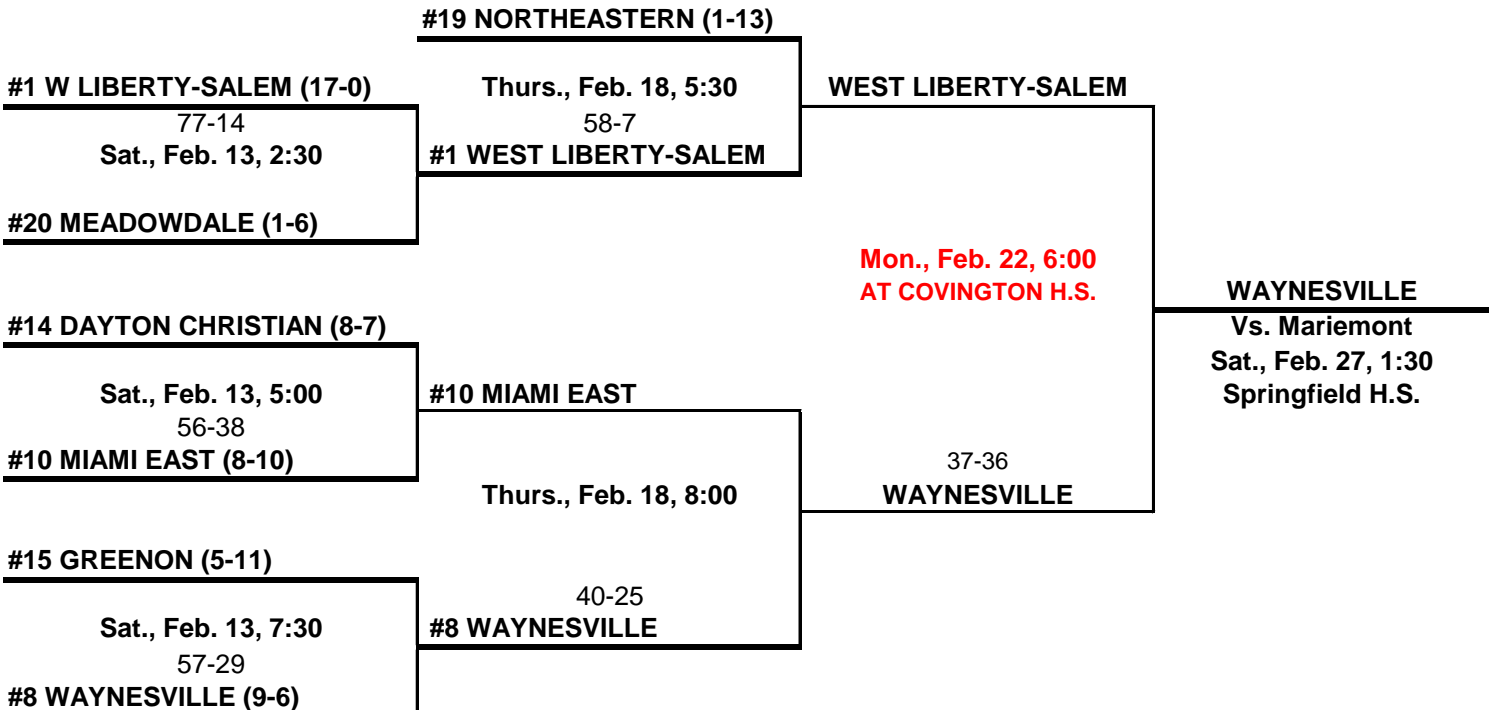 #19 NORTHEASTERN (1-13)
#1 W LIBERTY-SALEM (17-0)
Thurs., Feb. 18, 5:30
WEST LIBERTY-SALEM
77-14
58-7
Sat., Feb. 13, 2:30
#1 WEST LIBERTY-SALEM
#20 MEADOWDALE (1-6)
Mon., Feb. 22, 6:00
AT COVINGTON H.S.
WAYNESVILLE
#14 DAYTON CHRISTIAN (8-7)
Vs. Mariemont
Sat., Feb. 27, 1:30
Sat., Feb. 13, 5:00
#10 MIAMI EAST
Springfield H.S.
56-38
#10 MIAMI EAST (8-10)
37-36
Thurs., Feb. 18, 8:00
WAYNESVILLE
#15 GREENON (5-11)
40-25
Sat., Feb. 13, 7:30
#8 WAYNESVILLE
57-29
#8 WAYNESVILLE (9-6)